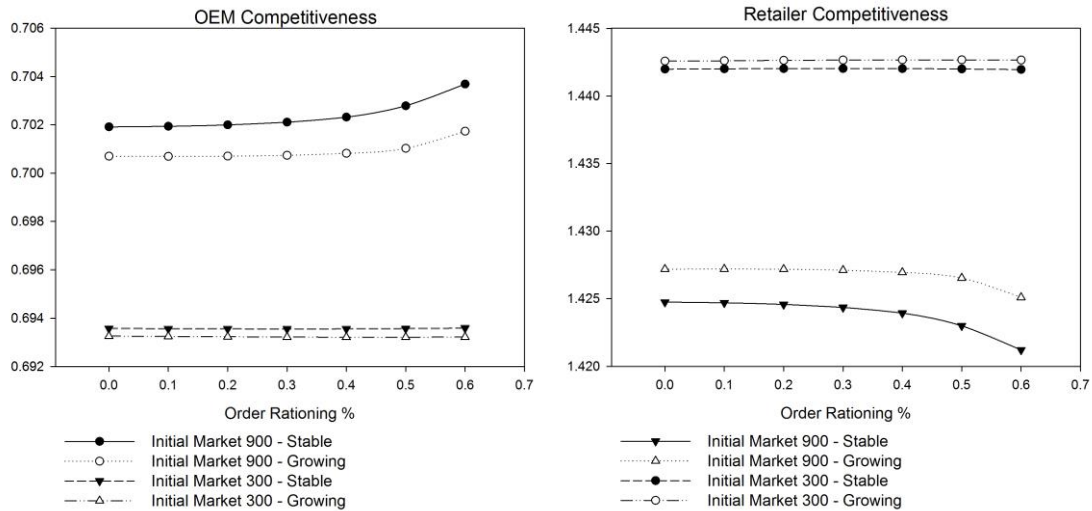 OEM Competitiveness
0.706
0.704
0.702
0.700
0.698
0.696
0.694
0.692
0.0 0.1 0.2 0.3 0.4 0.5 0.6 0.7
Order Rationing %
Initial Market 900 - Stable
Initial Market 900 - Growing
Initial Market 300 - Stable
Initial Market 300 - Growing
Retailer Competitiveness
1.445
1.440
1.435
1.430
1.425
1.420
0.0 0.1 0.2 0.3 0.4 0.5 0.6 0.7
Order Rationing %
Initial Market 900 - Stable
Initial Market 900 - Growing
Initial Market 300 - Stable
Initial Market 300 - Growing